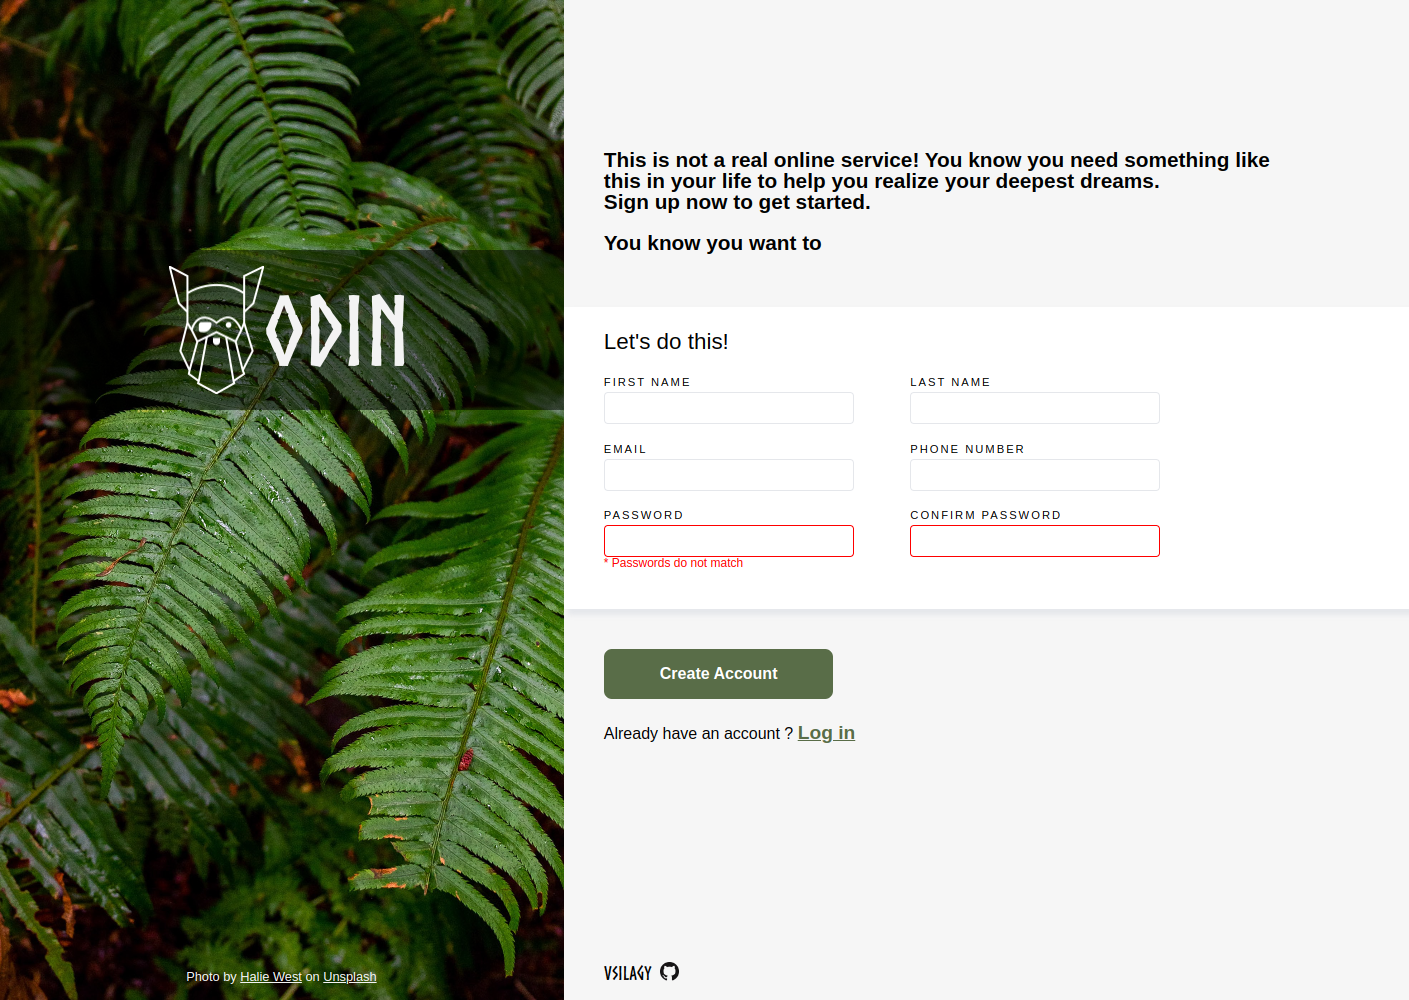 ODIN
Photo by Halie West on Unsplash
This is not a real online service! You know you need something like
this in your life to help you realize your deepest dreams.
Sign up now to get started.
You know you want to
Let's do this!
FIRST NAME
LAST NAME
EMAIL
PHONE NUMBER
PASSWORD
CONFIRM PASSWORD
* Passwords do not match
Create Account
Already have an account ? Log in
VSILAGY